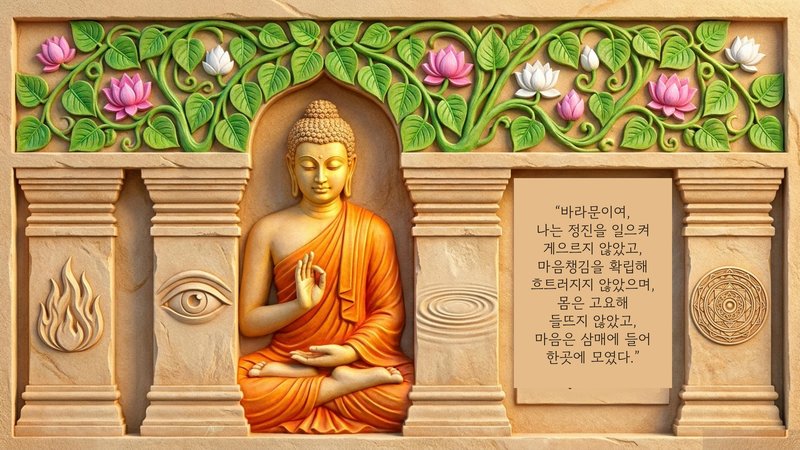 “바라문이여,
나는 정진을 일으켜
게으르지 않았고,
마음챙김을 확립해
흐트러지지 않았으며,
몸은 고요해
들뜨지 않았고,
마음은 삼매에 들어
한곳에 모였다.”